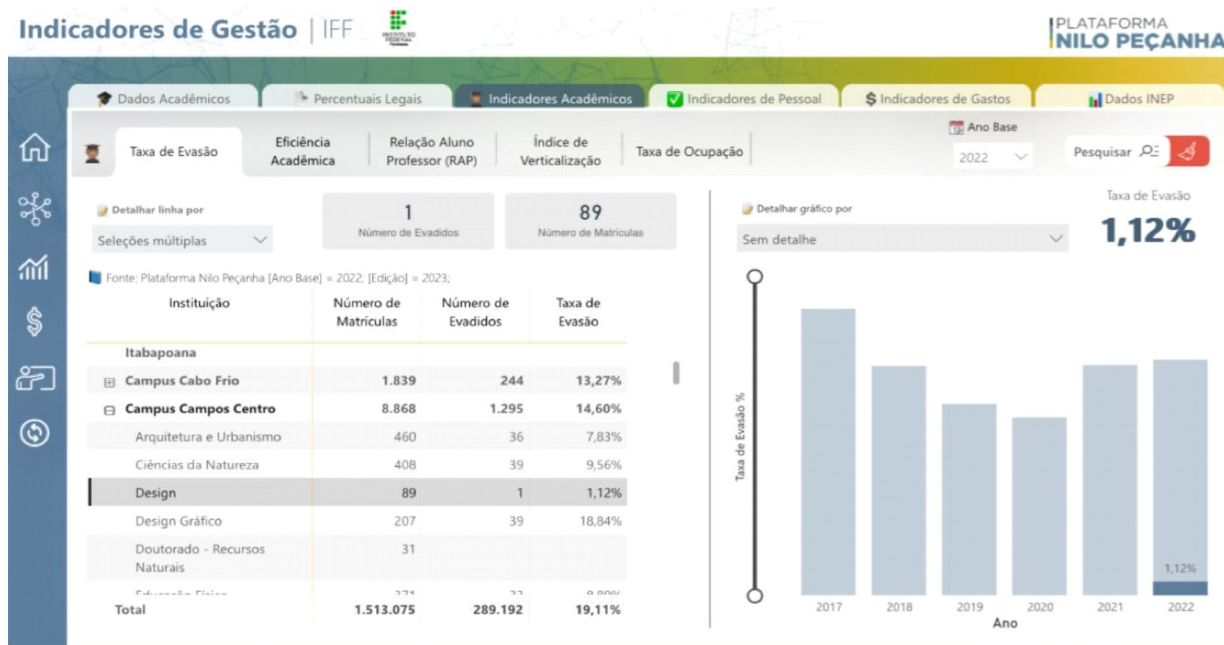 Indicadores de Gestão | IFF
INSTITUTO
FEDERAL
Fluminense
PLATAFORMA
NILO PEÇANHA
Dados Acadêmicos
Percentuais Legais
Indicadores Acadêmicos
Indicadores de Pessoal
Indicadores de Gastos
Dados INEP
Taxa de Evasão
Eficiência
Acadêmica
Relação Aluno
Professor (RAP)
Índice de
Verticalização
Taxa de Ocupação
Ano Base
2022
Pesquisar
Detalhar linha por
Seleções múltiplas
1
Número de Evadidos
89
Número de Matrículas
Detalhar gráfico por
Sem detalhe
Taxa de Evasão
1,12%
Fonte: Plataforma Nilo Peçanha [Ano Base] = 2022; [Edição] = 2023;
Instituição Número de Matrículas Número de Evadidos Taxa de Evasão
Itabapoana
Campus Cabo Frio 1.839 244 13,27%
Campus Campos Centro 8.868 1.295 14,60%
Arquitetura e Urbanismo 460 36 7,83%
Ciências da Natureza 408 39 9,56%
Design 89 1 1,12%
Design Gráfico 207 39 18,84%
Doutorado - Recursos
Naturais 31
Total 1.513.075 289.192 19,11%
Taxa de Evasão %
1,12%
2017 2018 2019 2020 2021 2022
Ano